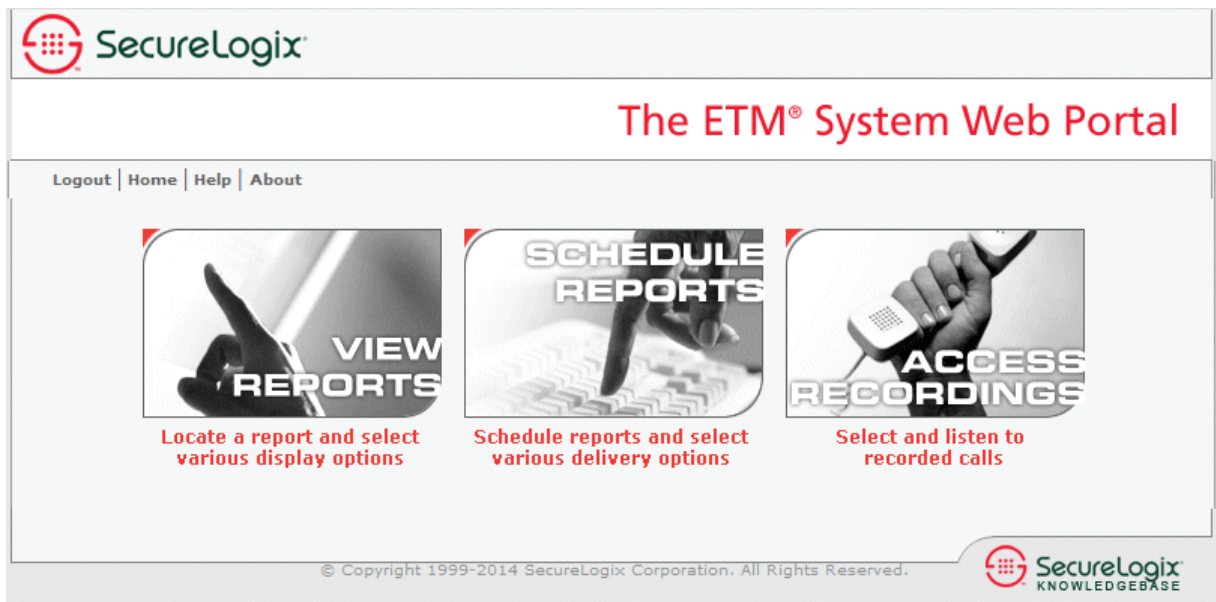 SecureLogix
The ETM® System Web Portal
Logout | Home | Help | About
VIEW
REPORTS
Locate a report and select
various display options
SCHEDULE
REPORTS
Schedule reports and select
various delivery options
ACCESS
RECORDINGS
Select and listen to
recorded calls
© Copyright 1999-2014 SecureLogix Corporation. All Rights Reserved.
SecureLogix
KNOWLEDGEBASE